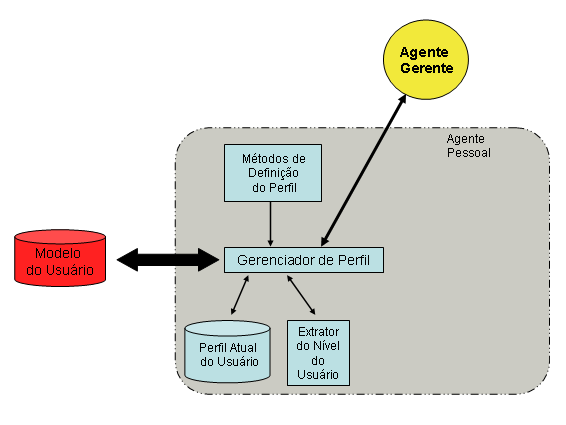 Agente
Gerente
Agente
Pessoal
Métodos de
Definição
do Perfil
Modelo
do Usuário
Gerenciador de Perfil
Perfil Atual
do Usuário
Extrator
do Nível
do
Usuário